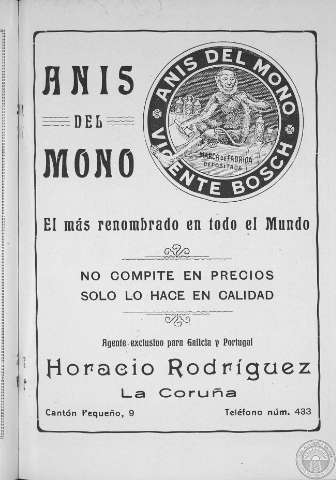 ANIS
DEL
MONO
ANIS DEL MONO
VICENTE BOSCH
MARCA DE FABRICA
DEPOSITADA
El más renombrado en todo el Mundo
NO COMPITE EN PRECIOS
SOLO LO HACE EN CALIDAD
Agente exclusivo para Galicia y Portugal
Horacio Rodríguez
La Coruña
Cantón Pequeño, 9 Teléfono núm. 433